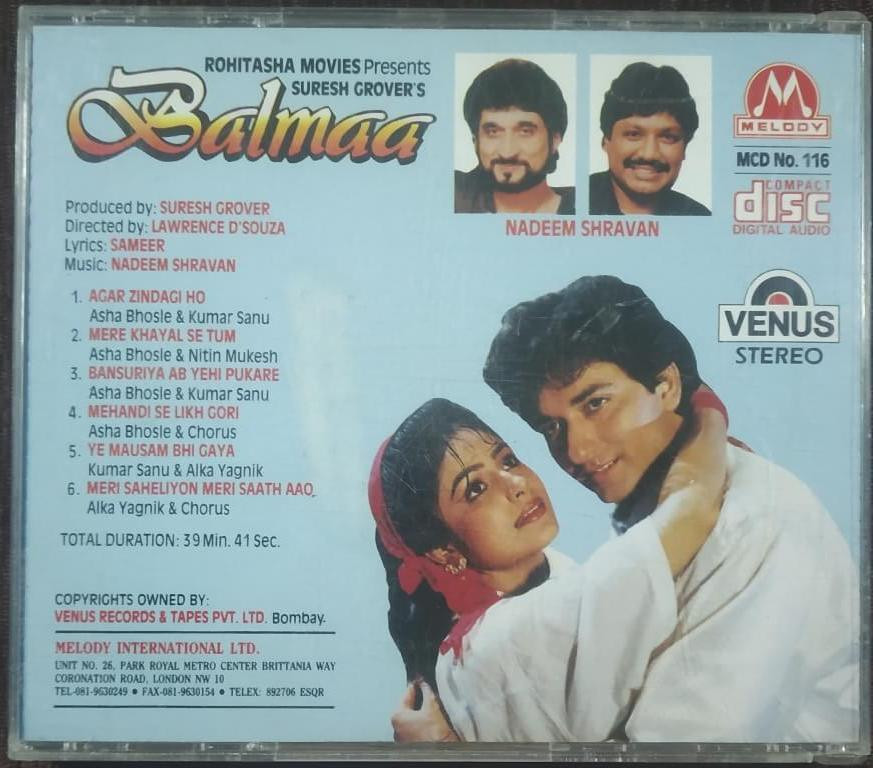 ROHITASHA MOVIES Presents
SURESH GROVER'S
Balmaa
Produced by: SURESH GROVER
Directed by: LAWRENCE D'SOUZA
Lyrics: SAMEER
Music: NADEEM SHRAVAN
1. AGAR ZINDAGI HO
Asha Bhosle & Kumar Sanu
2. MERE KHAYAL SE TUM
Asha Bhosle & Nitin Mukesh
3. BANSURIYA AB YEHI PUKARE
Asha Bhosle & Kumar Sanu
4. MEHANDI SE LIKH GORI
Asha Bhosle & Chorus
5. YE MAUSAM BHI GAYA
Kumar Sanu & Alka Yagnik
6. MERI SAHELIYON MERI SAATH AAO
Alka Yagnik & Chorus
TOTAL DURATION: 39 Min. 41 Sec.
COPYRIGHTS OWNED BY:
VENUS RECORDS & TAPES PVT. LTD. Bombay.
MELODY INTERNATIONAL LTD.
UNIT NO. 26, PARK ROYAL METRO CENTER BRITTANIA WAY
CORONATION ROAD, LONDON NW 10
TEL-081-9630249 • FAX-081-9630154 • TELEX: 892706 ESQR
NADEEM SHRAVAN
MELODY
MCD No. 116
COMPACT
disc
DIGITAL AUDIO
VENUS
STEREO